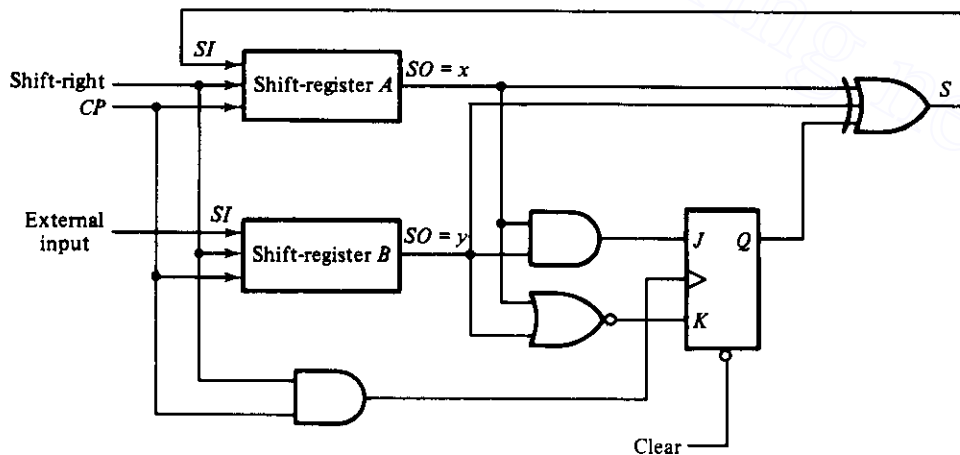 SI
Shift-right
CP
Shift-register A
SO = x
S
External
input
SI
Shift-register B
SO = y
J
Q
K
Clear